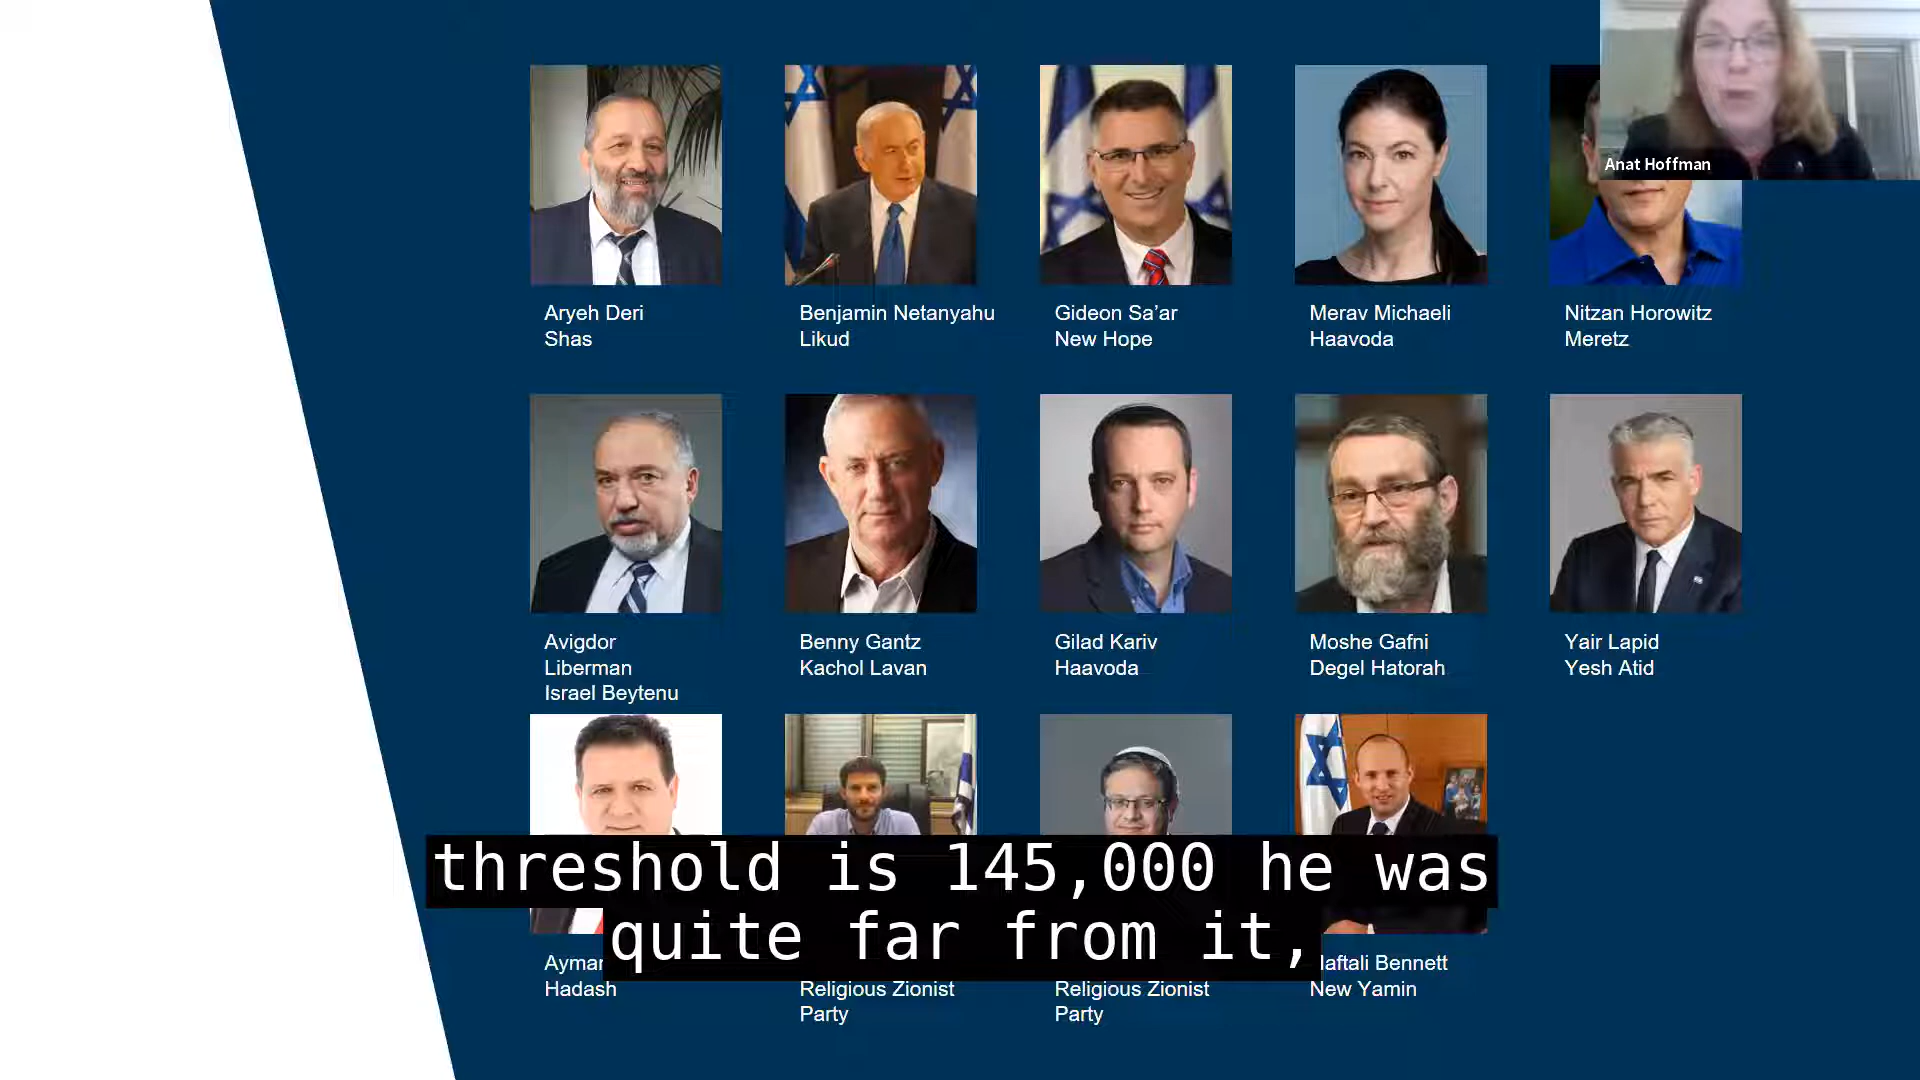 Anat Hoffman
Aryeh Deri
Shas
Benjamin Netanyahu
Likud
Gideon Sa’ar
New Hope
Merav Michaeli
Haavoda
Nitzan Horowitz
Meretz
Avigdor
Liberman
Israel Beytenu
Benny Gantz
Kachol Lavan
Gilad Kariv
Haavoda
Moshe Gafni
Degel Hatorah
Yair Lapid
Yesh Atid
threshold is 145,000 he was
quite far from it,
Hadash
Religious Zionist
Party
Religious Zionist
Party
Bennett
New Yamin